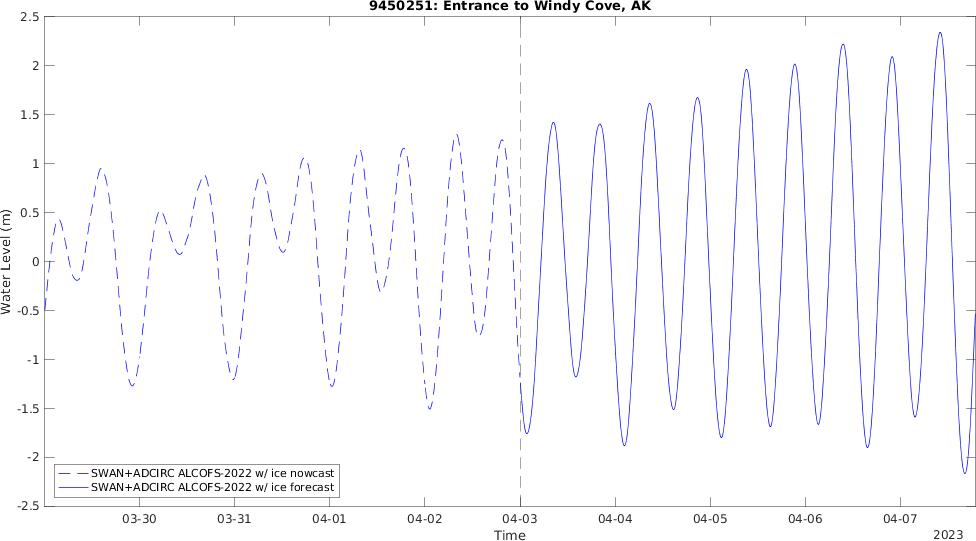 9450251: Entrance to Windy Cove, AK
2.5
2
1.5
1
0.5
0
-0.5
-1
-1.5
-2
-2.5
Water Level (m)
SWAN+ADCIRC ALCOFS-2022 w/ ice nowcast
SWAN+ADCIRC ALCOFS-2022 w/ ice forecast
03-30 03-31 04-01 04-02 04-03 04-04 04-05 04-06 04-07
Time
2023